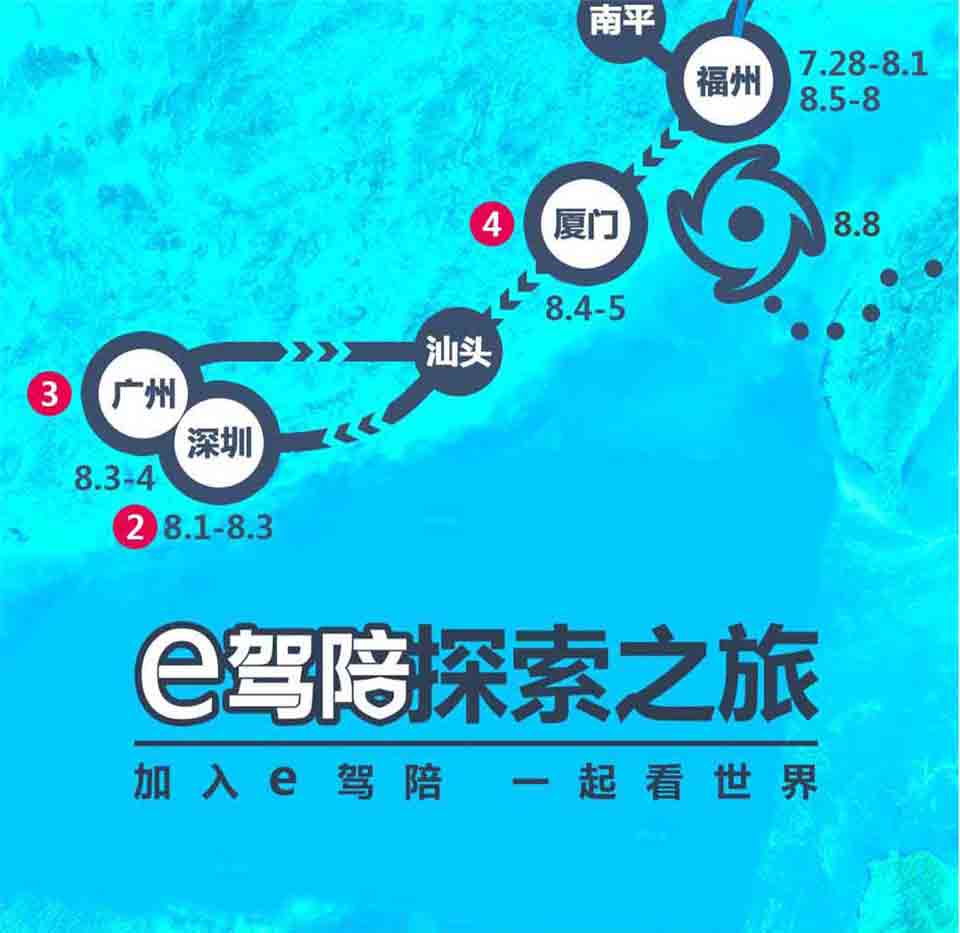 南平
福州
7.28-8.1
8.5-8
4
厦门
8.8
8.4-5
汕头
3
广州
深圳
8.3-4
2
8.1-8.3
e驾陪探索之旅
加入e驾陪 一起看世界